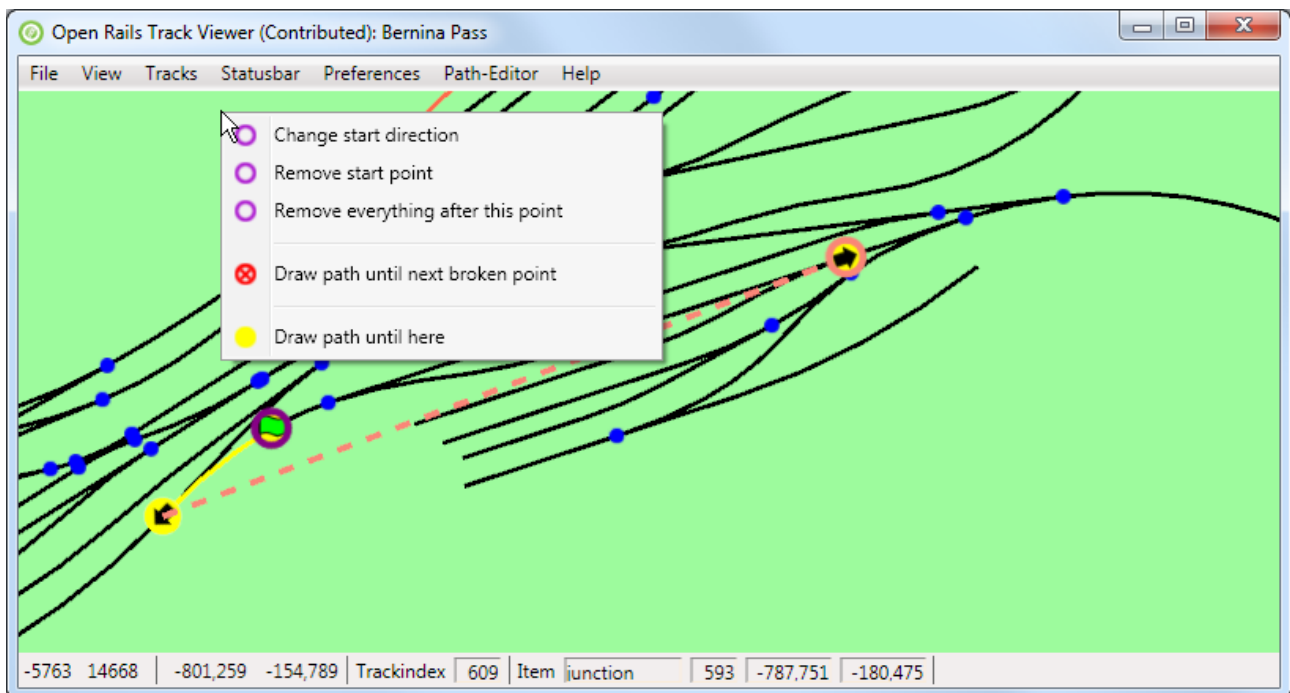 Open Rails Track Viewer (Contributed): Bernina Pass
File View Tracks Statusbar Preferences Path-Editor Help
Change start direction
Remove start point
Remove everything after this point
Draw path until next broken point
Draw path until here
-5763 14668 -801,259 -154,789 Trackindex 609 Item junction 593 -787,751 -180,475